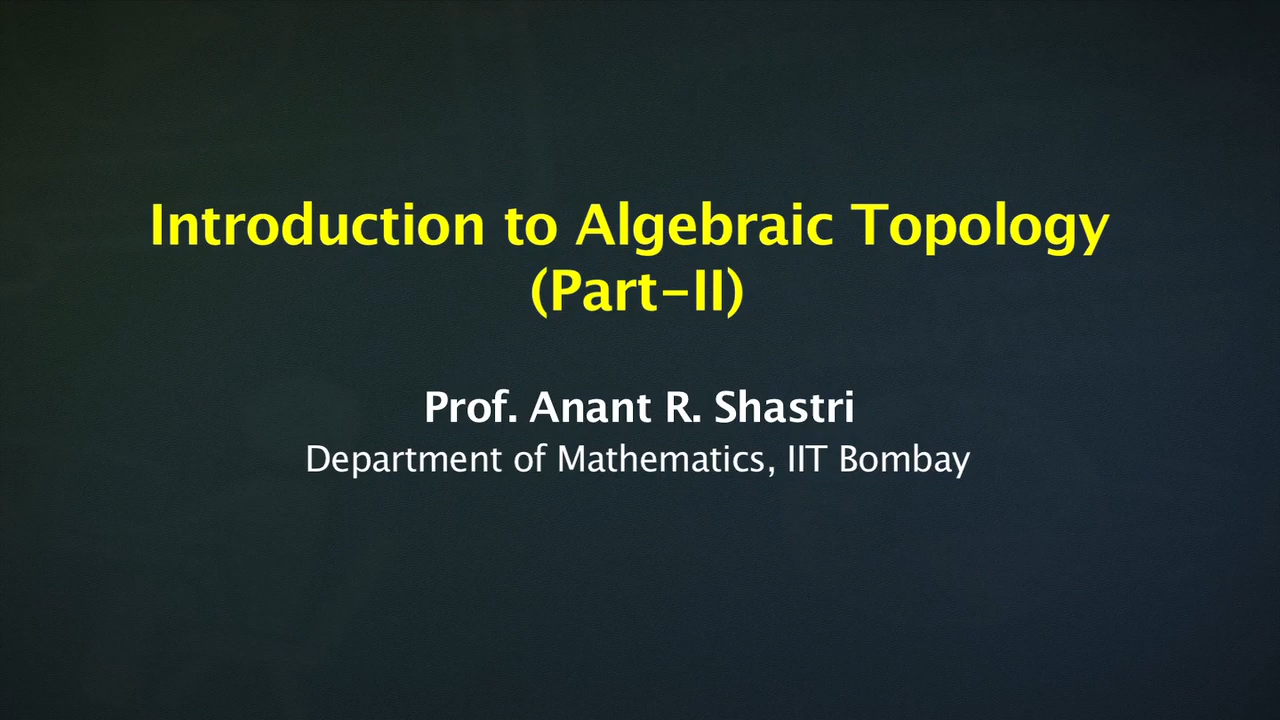 Introduction to Algebraic Topology
(Part-II)
Prof. Anant R. Shastri
Department of Mathematics, IIT Bombay